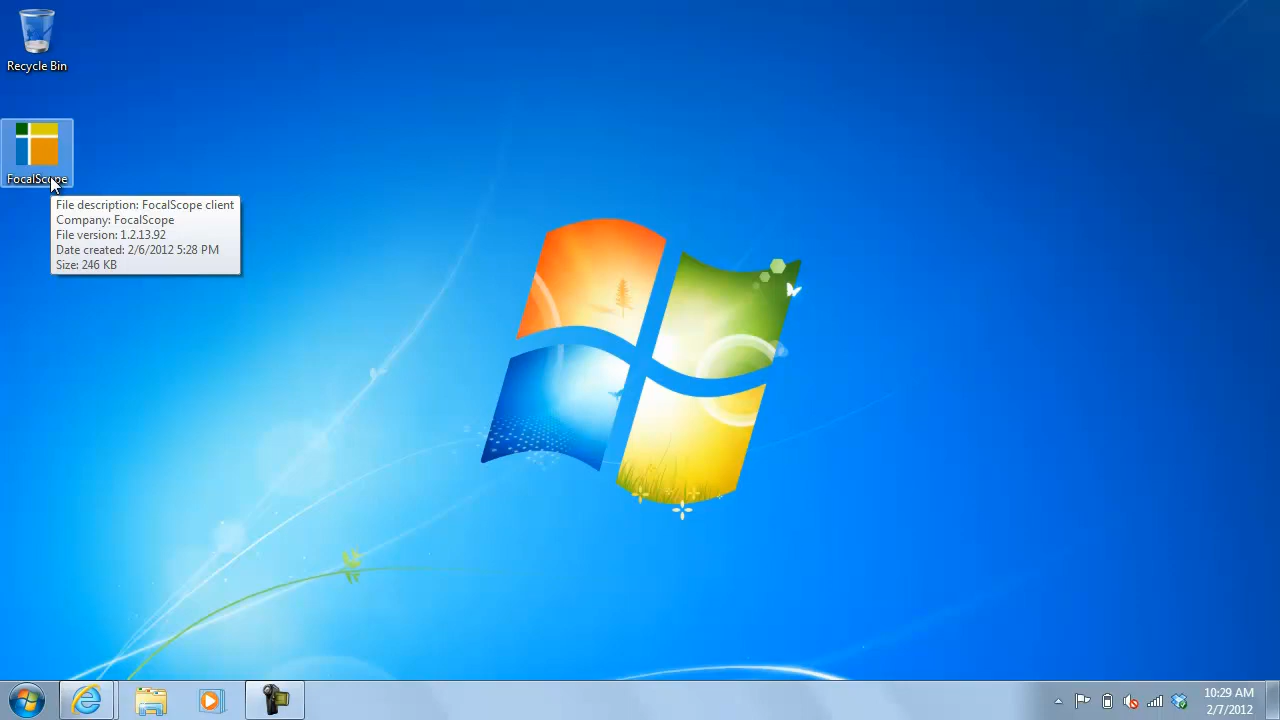 Recycle Bin
FocalScope
File description: FocalScope client
Company: FocalScope
File version: 1.2.13.92
Date created: 2/6/2012 5:28 PM
Size: 246 KB
10:29 AM
2/7/2012